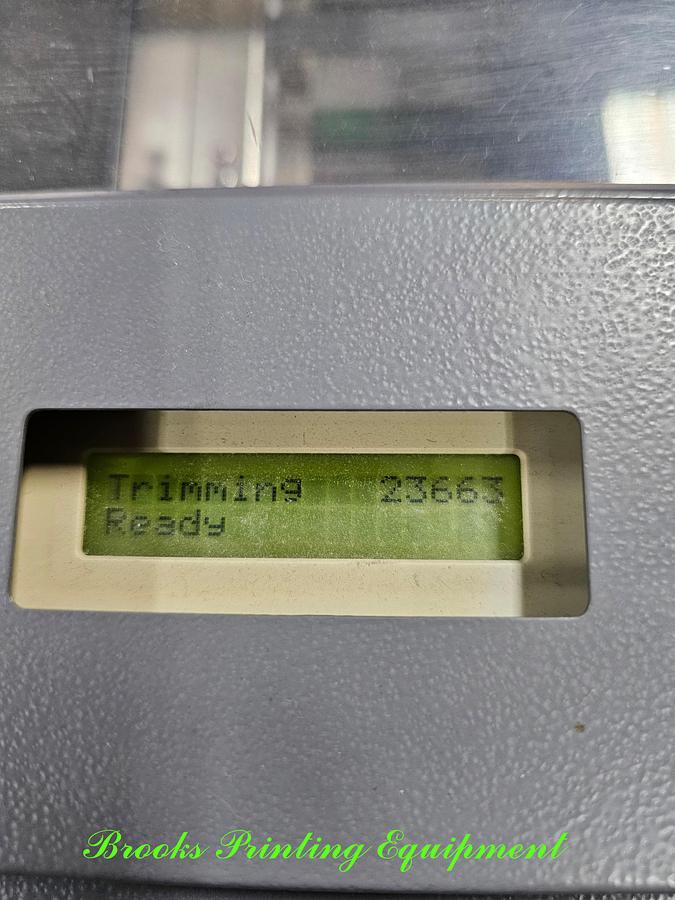 Trimming 23663
Ready
Brooks Printing Equipment